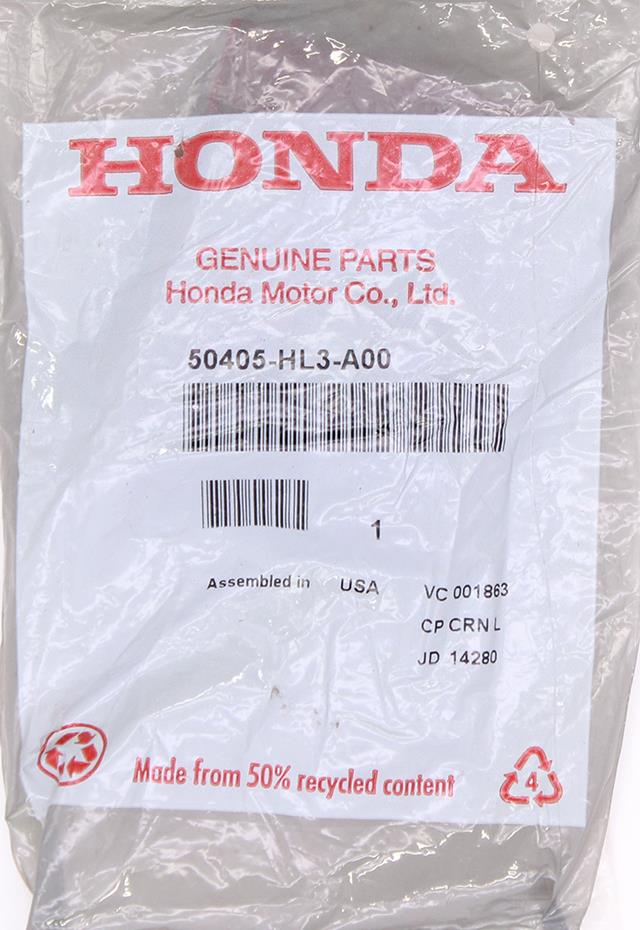 HONDA
GENUINE PARTS
Honda Motor Co., Ltd.
50405-HL3-A00
1
Assembled in USA VC 001863
CP CRN L
JD 14280
Made from 50% recycled content
4